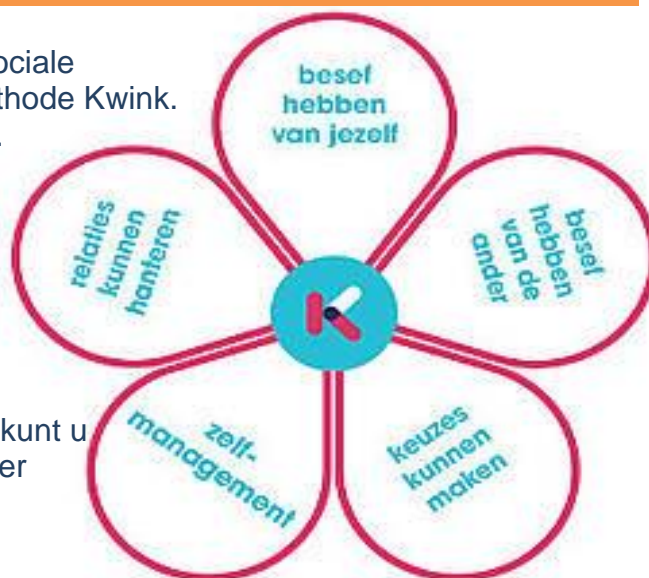 ociale
thode Kwink.
.
kunt u
er
besef
hebben
van jezelf
besef
hebben
van de
ander
keuzes
kunnen
maken
zelf-
management
relaties
kunnen
hanteren
K